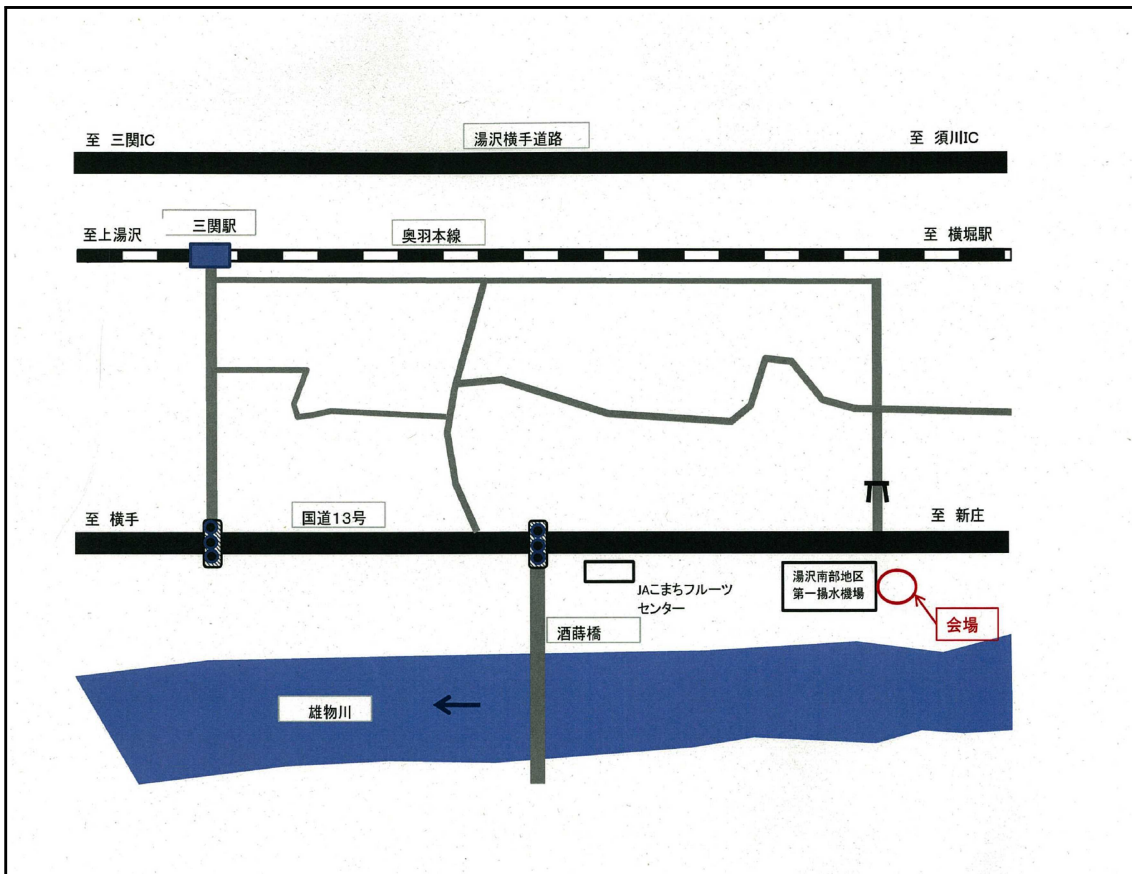 至 三関IC
湯沢横手道路
至 須川IC
三関駅
至上湯沢
奥羽本線
至 横堀駅
至 横手
国道13号
至 新庄
JAこまちフルーツ
センター
湯沢南部地区
第一揚水機場
会場
酒蒔橋
雄物川